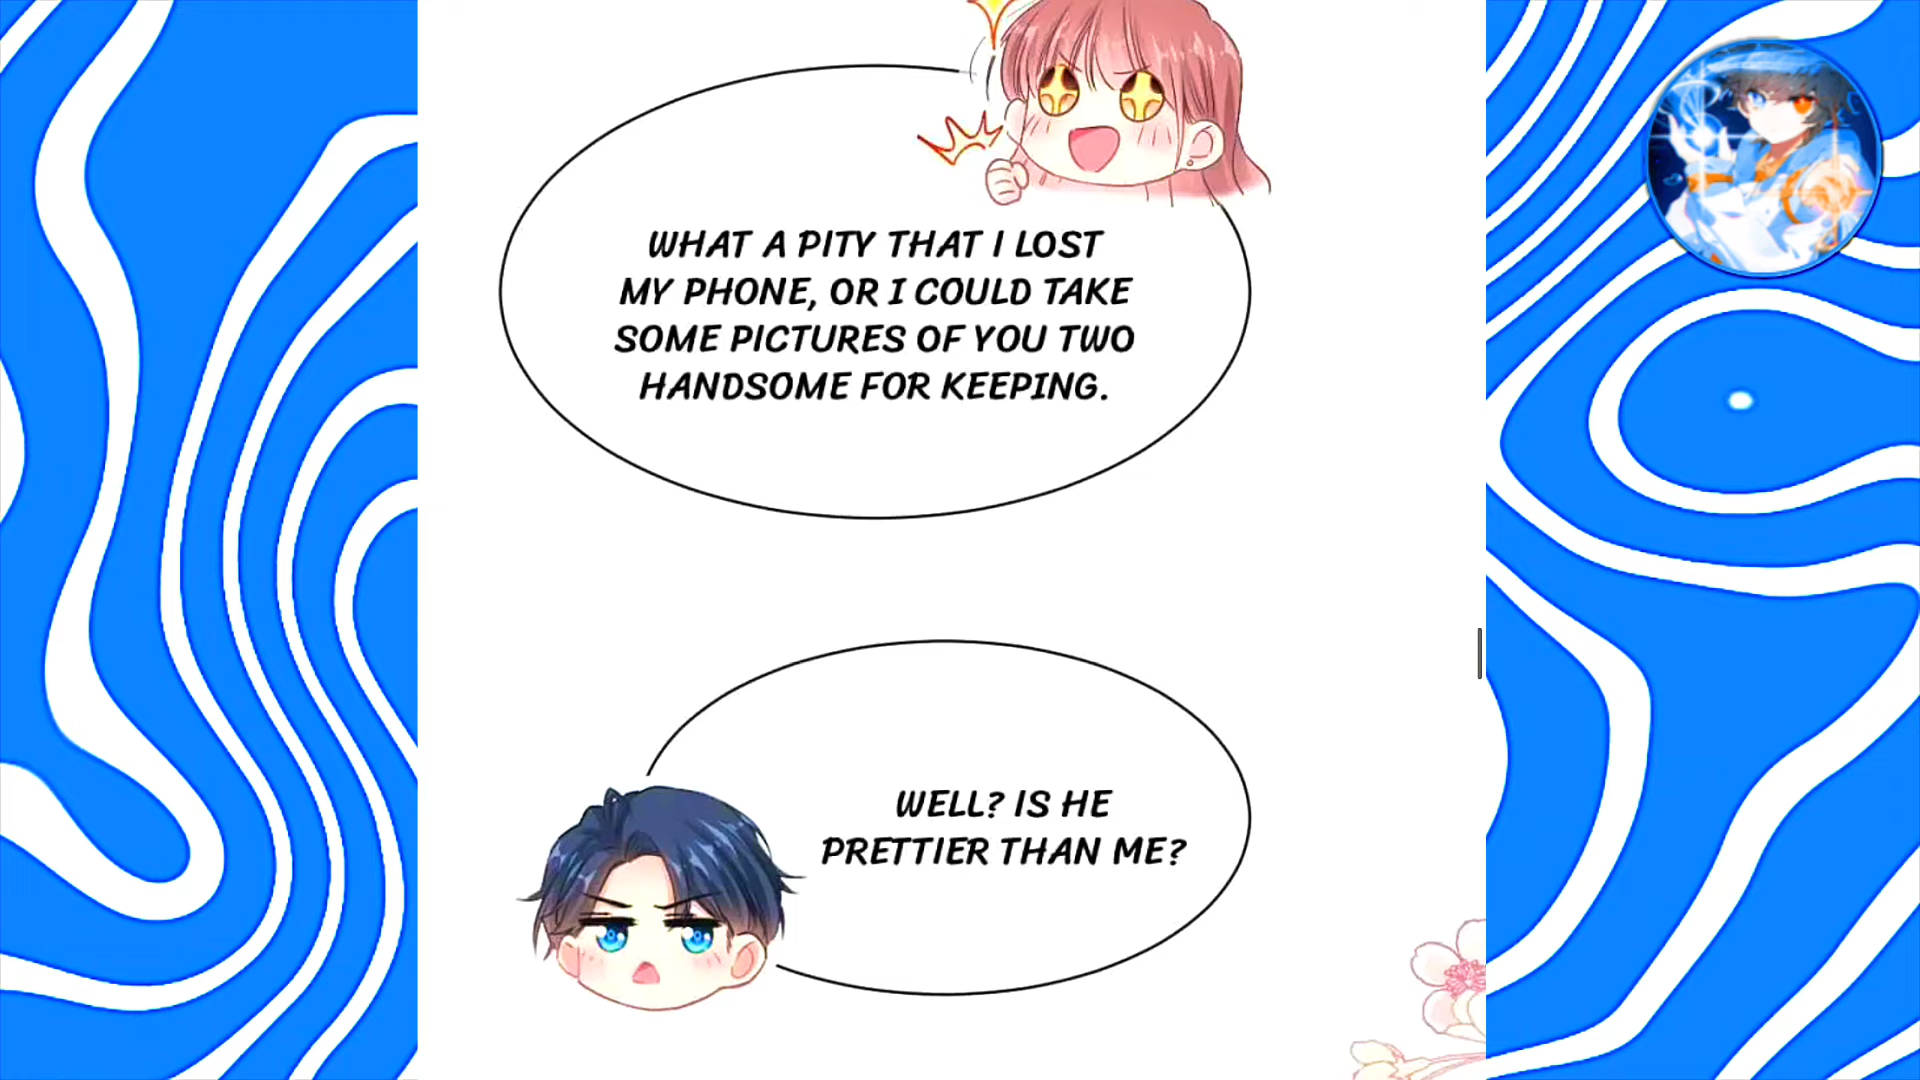 WHAT A PITY THAT I LOST
MY PHONE, OR I COULD TAKE
SOME PICTURES OF YOU TWO
HANDSOME FOR KEEPING.
WELL? IS HE
PRETTIER THAN ME?